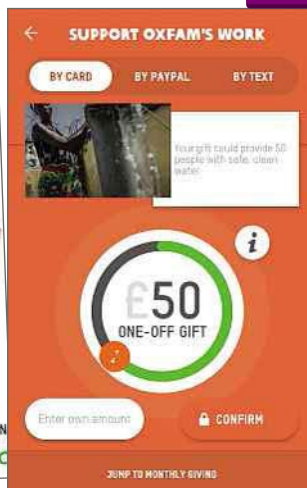 SUPPORT OXFAM'S WORK
BY CARD BY PAYPAL BY TEXT
Your gift could provide 50
people with safe, clean
water
i
£50
ONE-OFF GIFT
Enter own amount CONFIRM
JUMP TO MONTHLY GIVING